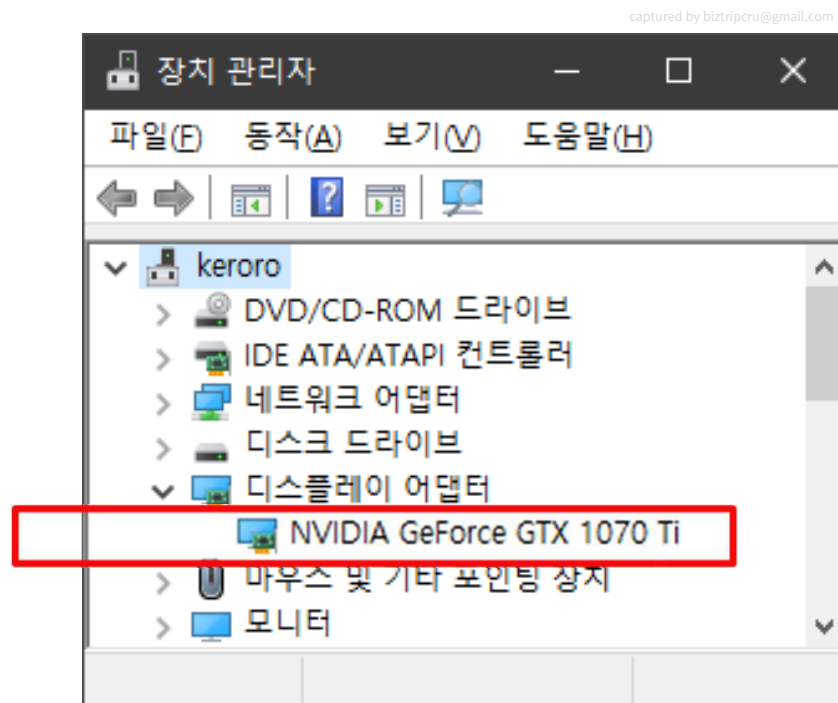 captured by biztripcru@gmail.com
장치 관리자
파일(F) 동작(A) 보기(V) 도움말(H)
keroro
DVD/CD-ROM 드라이브
IDE ATA/ATAPI 컨트롤러
네트워크 어댑터
디스크 드라이브
디스플레이 어댑터
NVIDIA GeForce GTX 1070 Ti
마우스 및 기타 포인팅 장치
모니터